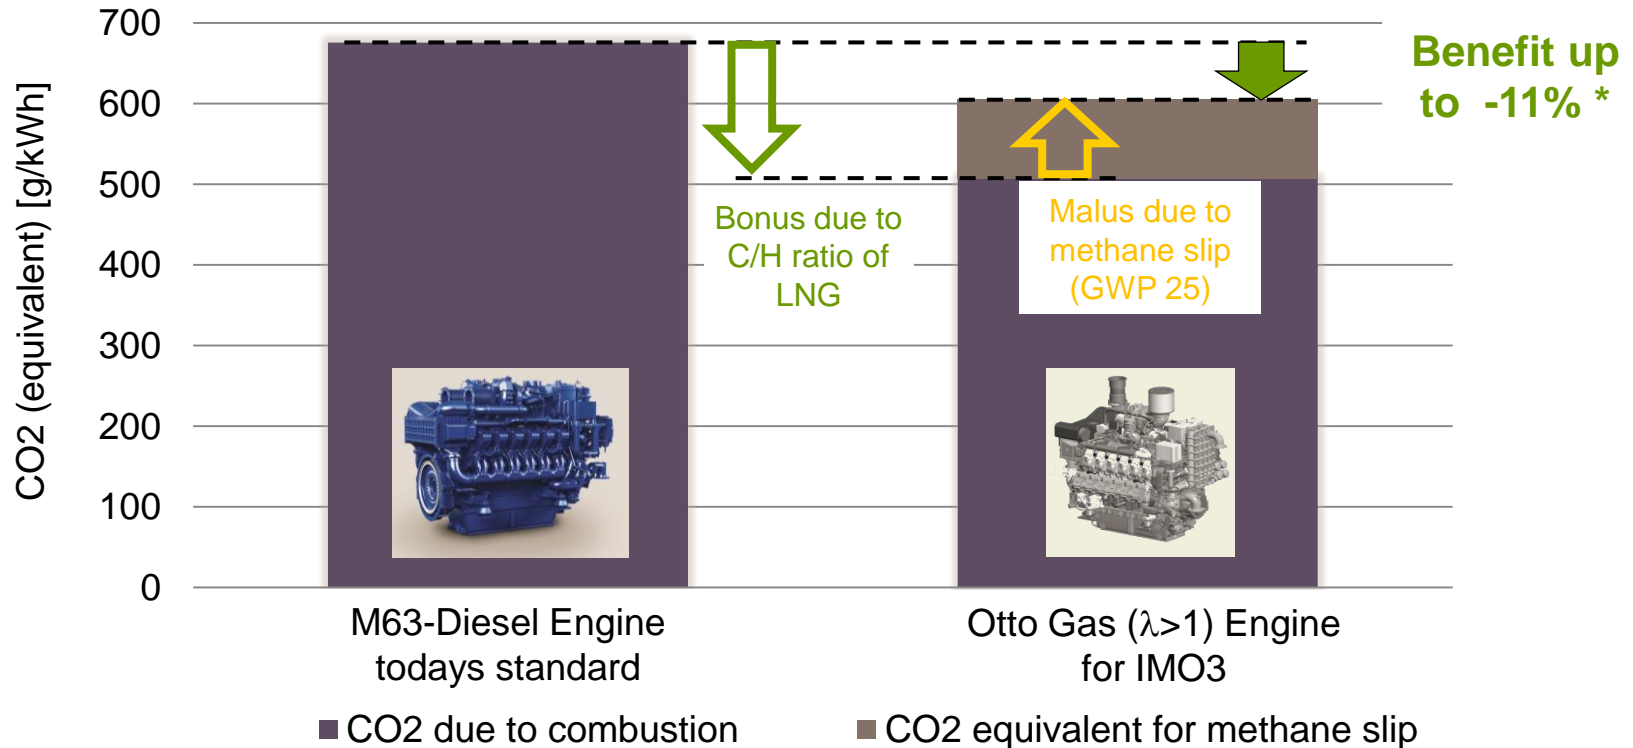 CO2 (equivalent) [g/kWh]
700
600
500
400
300
200
100
0
Benefit up
to -11% *
Bonus due to
C/H ratio of
LNG
Malus due to
methane slip
(GWP 25)
M63-Diesel Engine
todays standard
Otto Gas (λ>1) Engine
for IMO3
CO2 due to combustion
CO2 equivalent for methane slip